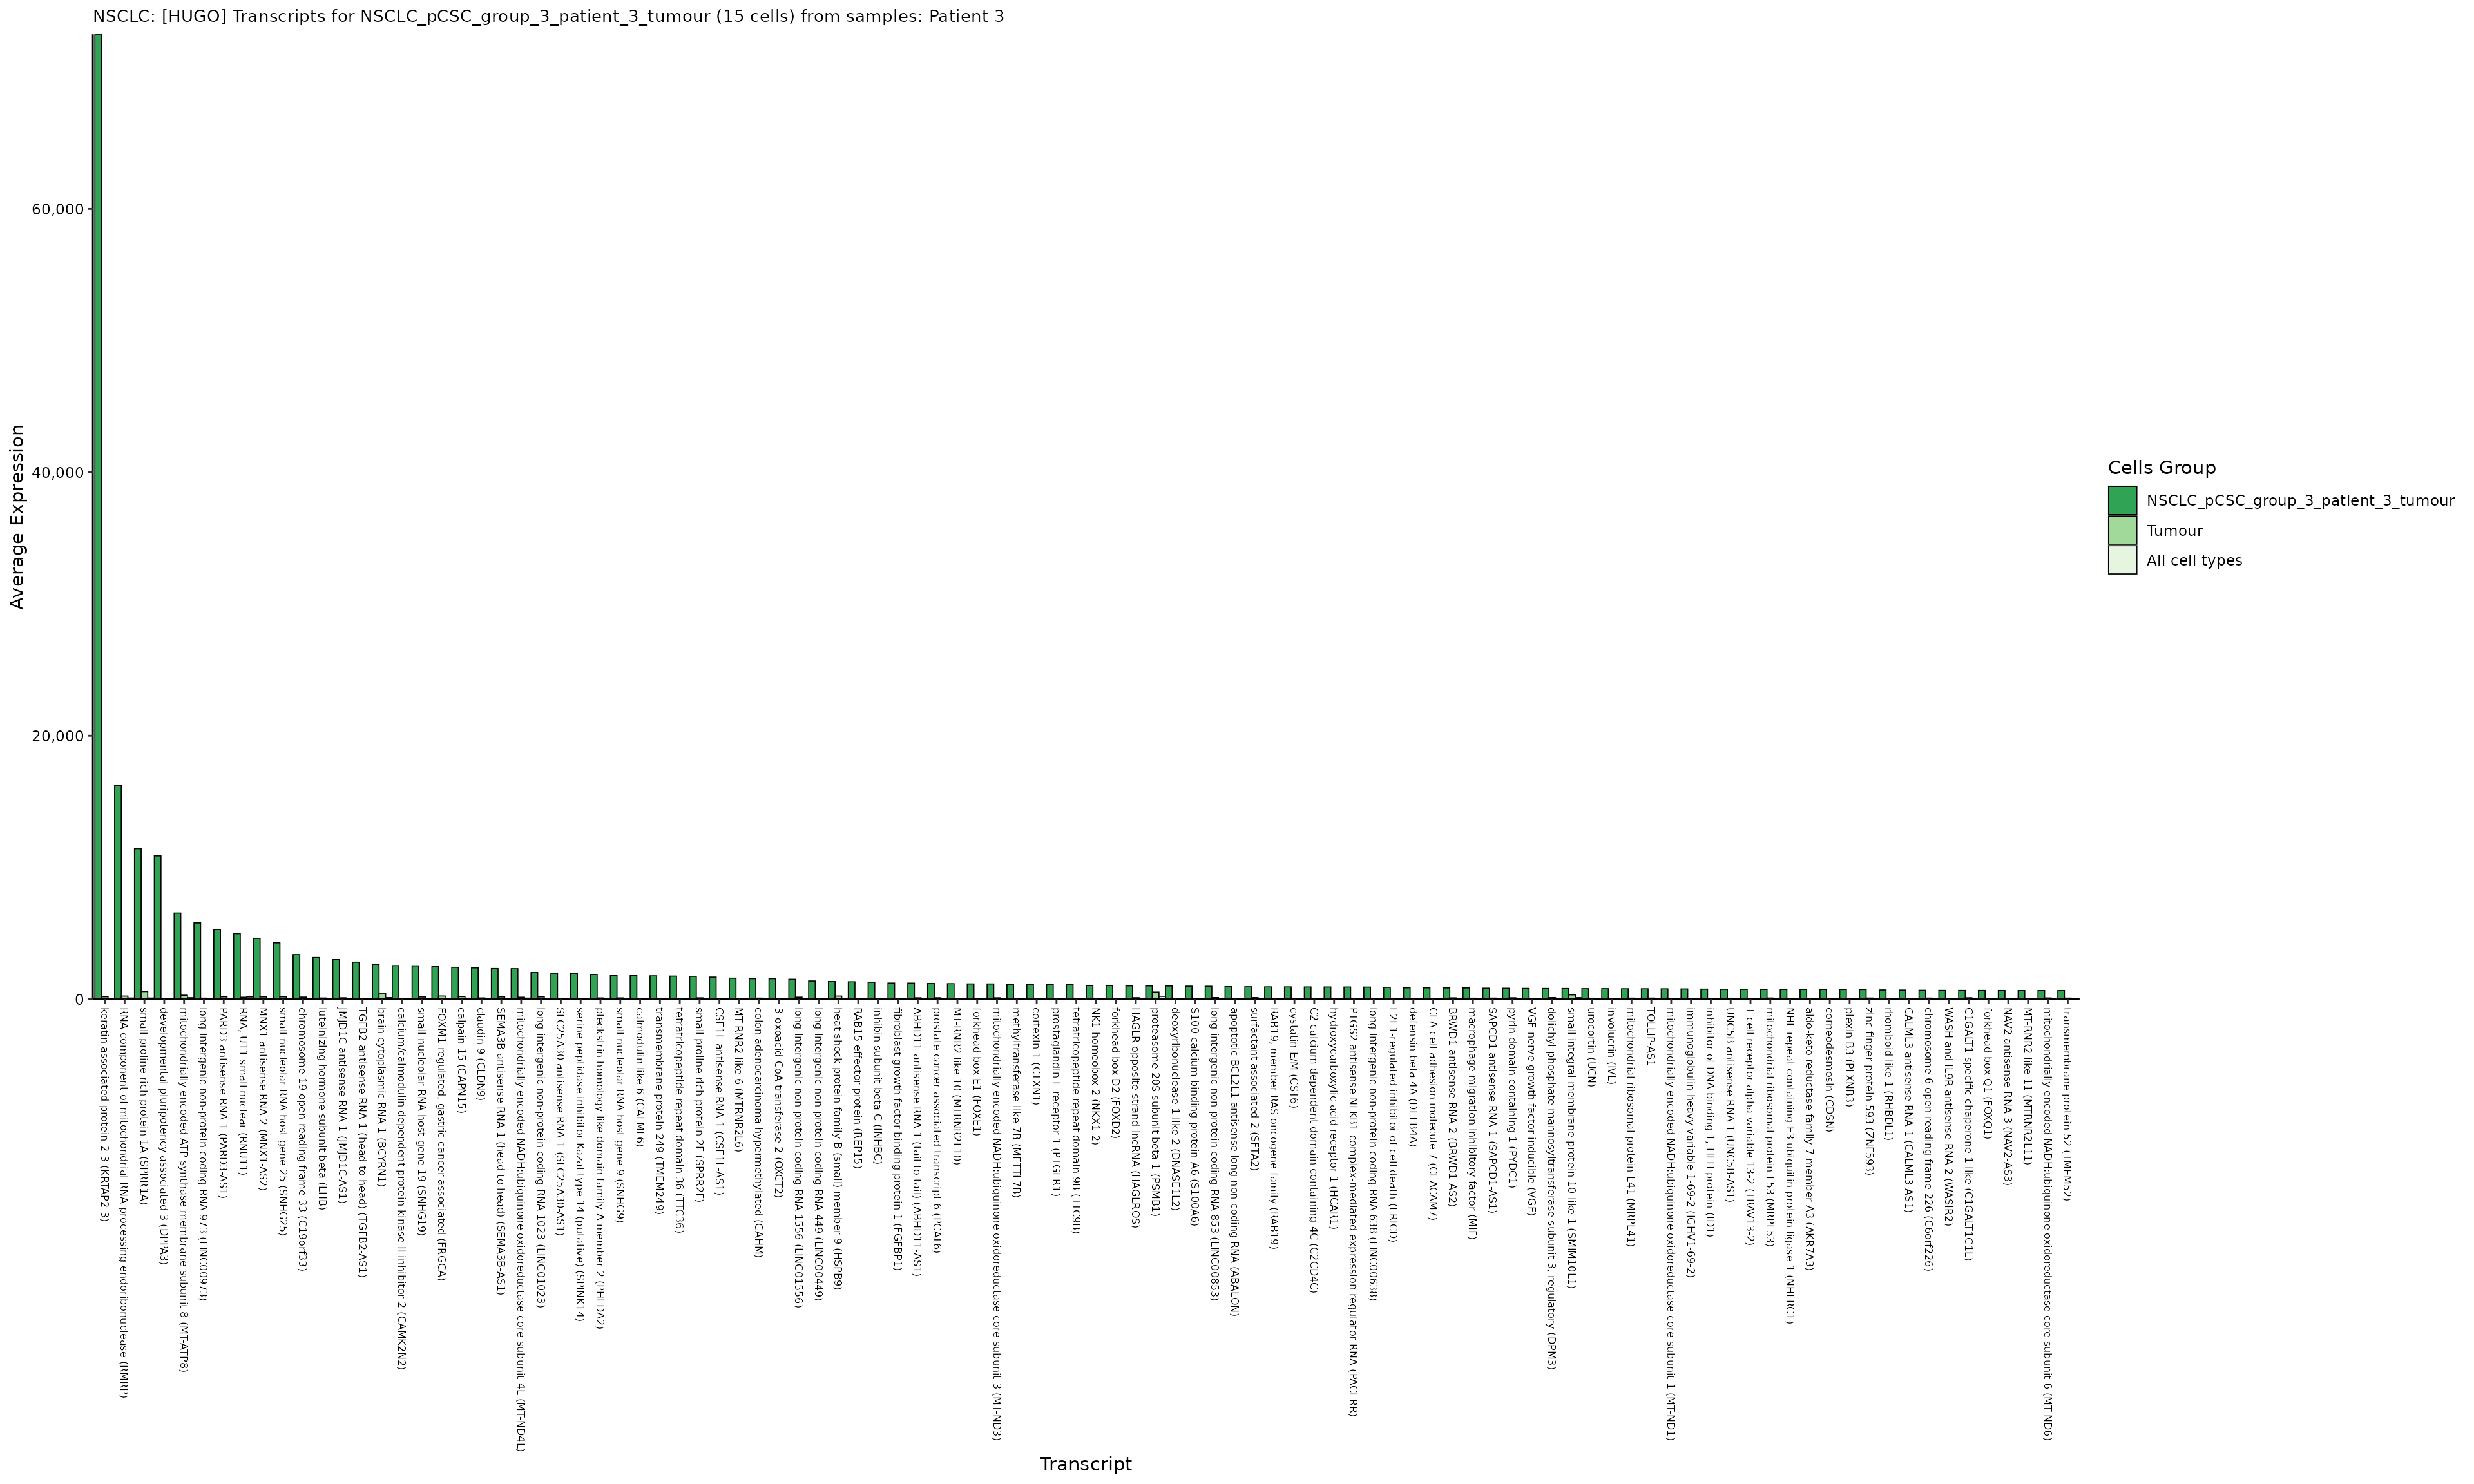 NSCLC: [HUGO] Transcripts for NSCLC_pCSC_group_3_patient_3_tumour (15 cells) from samples: Patient 3
Average Expression
60,000
40,000
20,000
0
Cells Group
NSCLC_pCSC_group_3_patient_3_tumour
Tumour
All cell types
keratin associated protein 2-3 (KRTAP2-3)
RNA component of mitochondrial RNA processing endoribonuclease (RMRP)
small proline rich protein 1A (SPRR1A)
developmental pluripotency associated 3 (DPPA3)
mitochondrially encoded ATP synthase membrane subunit 8 (MT-ATP8)
long intergenic non-protein coding RNA 973 (LINC00973)
PARD3 antisense RNA 1 (PARD3-AS1)
RNA, U11 small nuclear (RNU11)
MNX1 antisense RNA 2 (MNX1-AS2)
small nucleolar RNA host gene 25 (SNHG25)
chromosome 19 open reading frame 33 (C19orf33)
luteinizing hormone subunit beta (LHB)
JMJD1C antisense RNA 1 (JMJD1C-AS1)
TGFB2 antisense RNA 1 (head to head) (TGFB2-AS1)
brain cytoplasmic RNA 1 (BCYRN1)
calcium/calmodulin dependent protein kinase II inhibitor 2 (CAMK2N2)
small nucleolar RNA host gene 19 (SNHG19)
FOXM1-regulated, gastric cancer associated (FRGCA)
calpain 15 (CAPN15)
claudin 9 (CLDN9)
SEMA3B antisense RNA 1 (head to head) (SEMA3B-AS1)
mitochondrially encoded NADH:ubiquinone oxidoreductase core subunit 4L (MT-ND4L)
long intergenic non-protein coding RNA 1023 (LINC01023)
SLC25A30 antisense RNA 1 (SLC25A30-AS1)
serine peptidase inhibitor Kazal type 14 (putative) (SPINK14)
pleckstrin homology like domain family A member 2 (PHLDA2)
small nucleolar RNA host gene 9 (SNHG9)
calmodulin like 6 (CALML6)
transmembrane protein 249 (TMEM249)
tetratricopeptide repeat domain 36 (TTC36)
small proline rich protein 2F (SPRR2F)
CSE1L antisense RNA 1 (CSE1L-AS1)
MT-RNR2 like 6 (MTRNR2L6)
colon adenocarcinoma hypermethylated (CAHM)
3-oxoacid CoA-transferase 2 (OXCT2)
long intergenic non-protein coding RNA 1556 (LINC01556)
long intergenic non-protein coding RNA 449 (LINC00449)
heat shock protein family B (small) member 9 (HSPB9)
RAB15 effector protein (REP15)
inhibin subunit beta C (INHBC)
fibroblast growth factor binding protein 1 (FGFBP1)
ABHD11 antisense RNA 1 (tail to tail) (ABHD11-AS1)
prostate cancer associated transcript 6 (PCAT6)
MT-RNR2 like 10 (MTRNR2L10)
forkhead box E1 (FOXE1)
mitochondrially encoded NADH:ubiquinone oxidoreductase core subunit 3 (MT-ND3)
methyltransferase like 7B (METTL7B)
cortexin 1 (CTXN1)
prostaglandin E receptor 1 (PTGER1)
tetratricopeptide repeat domain 9B (TTC9B)
NK1 homeobox 2 (NKX1-2)
forkhead box D2 (FOXD2)
HAGLR opposite strand lncRNA (HAGLROS)
proteasome 20S subunit beta 1 (PSMB1)
deoxyribonuclease 1 like 2 (DNASE1L2)
S100 calcium binding protein A6 (S100A6)
long intergenic non-protein coding RNA 853 (LINC00853)
apoptotic BCL2L1-antisense long non-coding RNA (ABALON)
surfactant associated 2 (SFTA2)
RAB19, member RAS oncogene family (RAB19)
cystatin E/M (CST6)
C2 calcium dependent domain containing 4C (C2CD4C)
hydroxycarboxylic acid receptor 1 (HCAR1)
PTGS2 antisense NFKB1 complex-mediated expression regulator RNA (PACERR)
long intergenic non-protein coding RNA 638 (LINC00638)
E2F1-regulated inhibitor of cell death (ERICD)
defensin beta 4A (DEFB4A)
CEA cell adhesion molecule 7 (CEACAM7)
BRWD1 antisense RNA 2 (BRWD1-AS2)
macrophage migration inhibitory factor (MIF)
SAPCD1 antisense RNA 1 (SAPCD1-AS1)
pyrin domain containing 1 (PYDC1)
VGF nerve growth factor inducible (VGF)
dolichyl-phosphate mannosyltransferase subunit 3, regulatory (DPM3)
small integral membrane protein 10 like 1 (SMIM10L1)
urocortin (UCN)
involucrin (IVL)
mitochondrial ribosomal protein L41 (MRPL41)
TOLLIP-AS1
mitochondrially encoded NADH:ubiquinone oxidoreductase core subunit 1 (MT-ND1)
immunoglobulin heavy variable 1-69-2 (IGHV1-69-2)
inhibitor of DNA binding 1, HLH protein (ID1)
UNC5B antisense RNA 1 (UNC5B-AS1)
T cell receptor alpha variable 13-2 (TRAV13-2)
mitochondrial ribosomal protein L53 (MRPL53)
NHL repeat containing E3 ubiquitin protein ligase 1 (NHLRC1)
aldo-keto reductase family 7 member A3 (AKR7A3)
corneodesmosin (CDSN)
plexin B3 (PLXNB3)
zinc finger protein 593 (ZNF593)
rhomboid like 1 (RHBDL1)
CALML3 antisense RNA 1 (CALML3-AS1)
chromosome 6 open reading frame 226 (C6orf226)
WASH and IL9R antisense RNA 2 (WASIR2)
C1GALT1 specific chaperone 1 like (C1GALT1C1L)
forkhead box Q1 (FOXQ1)
NAV2 antisense RNA 3 (NAV2-AS3)
MT-RNR2 like 11 (MTRNR2L11)
mitochondrially encoded NADH:ubiquinone oxidoreductase core subunit 6 (MT-ND6)
transmembrane protein 52 (TMEM52)
Transcript